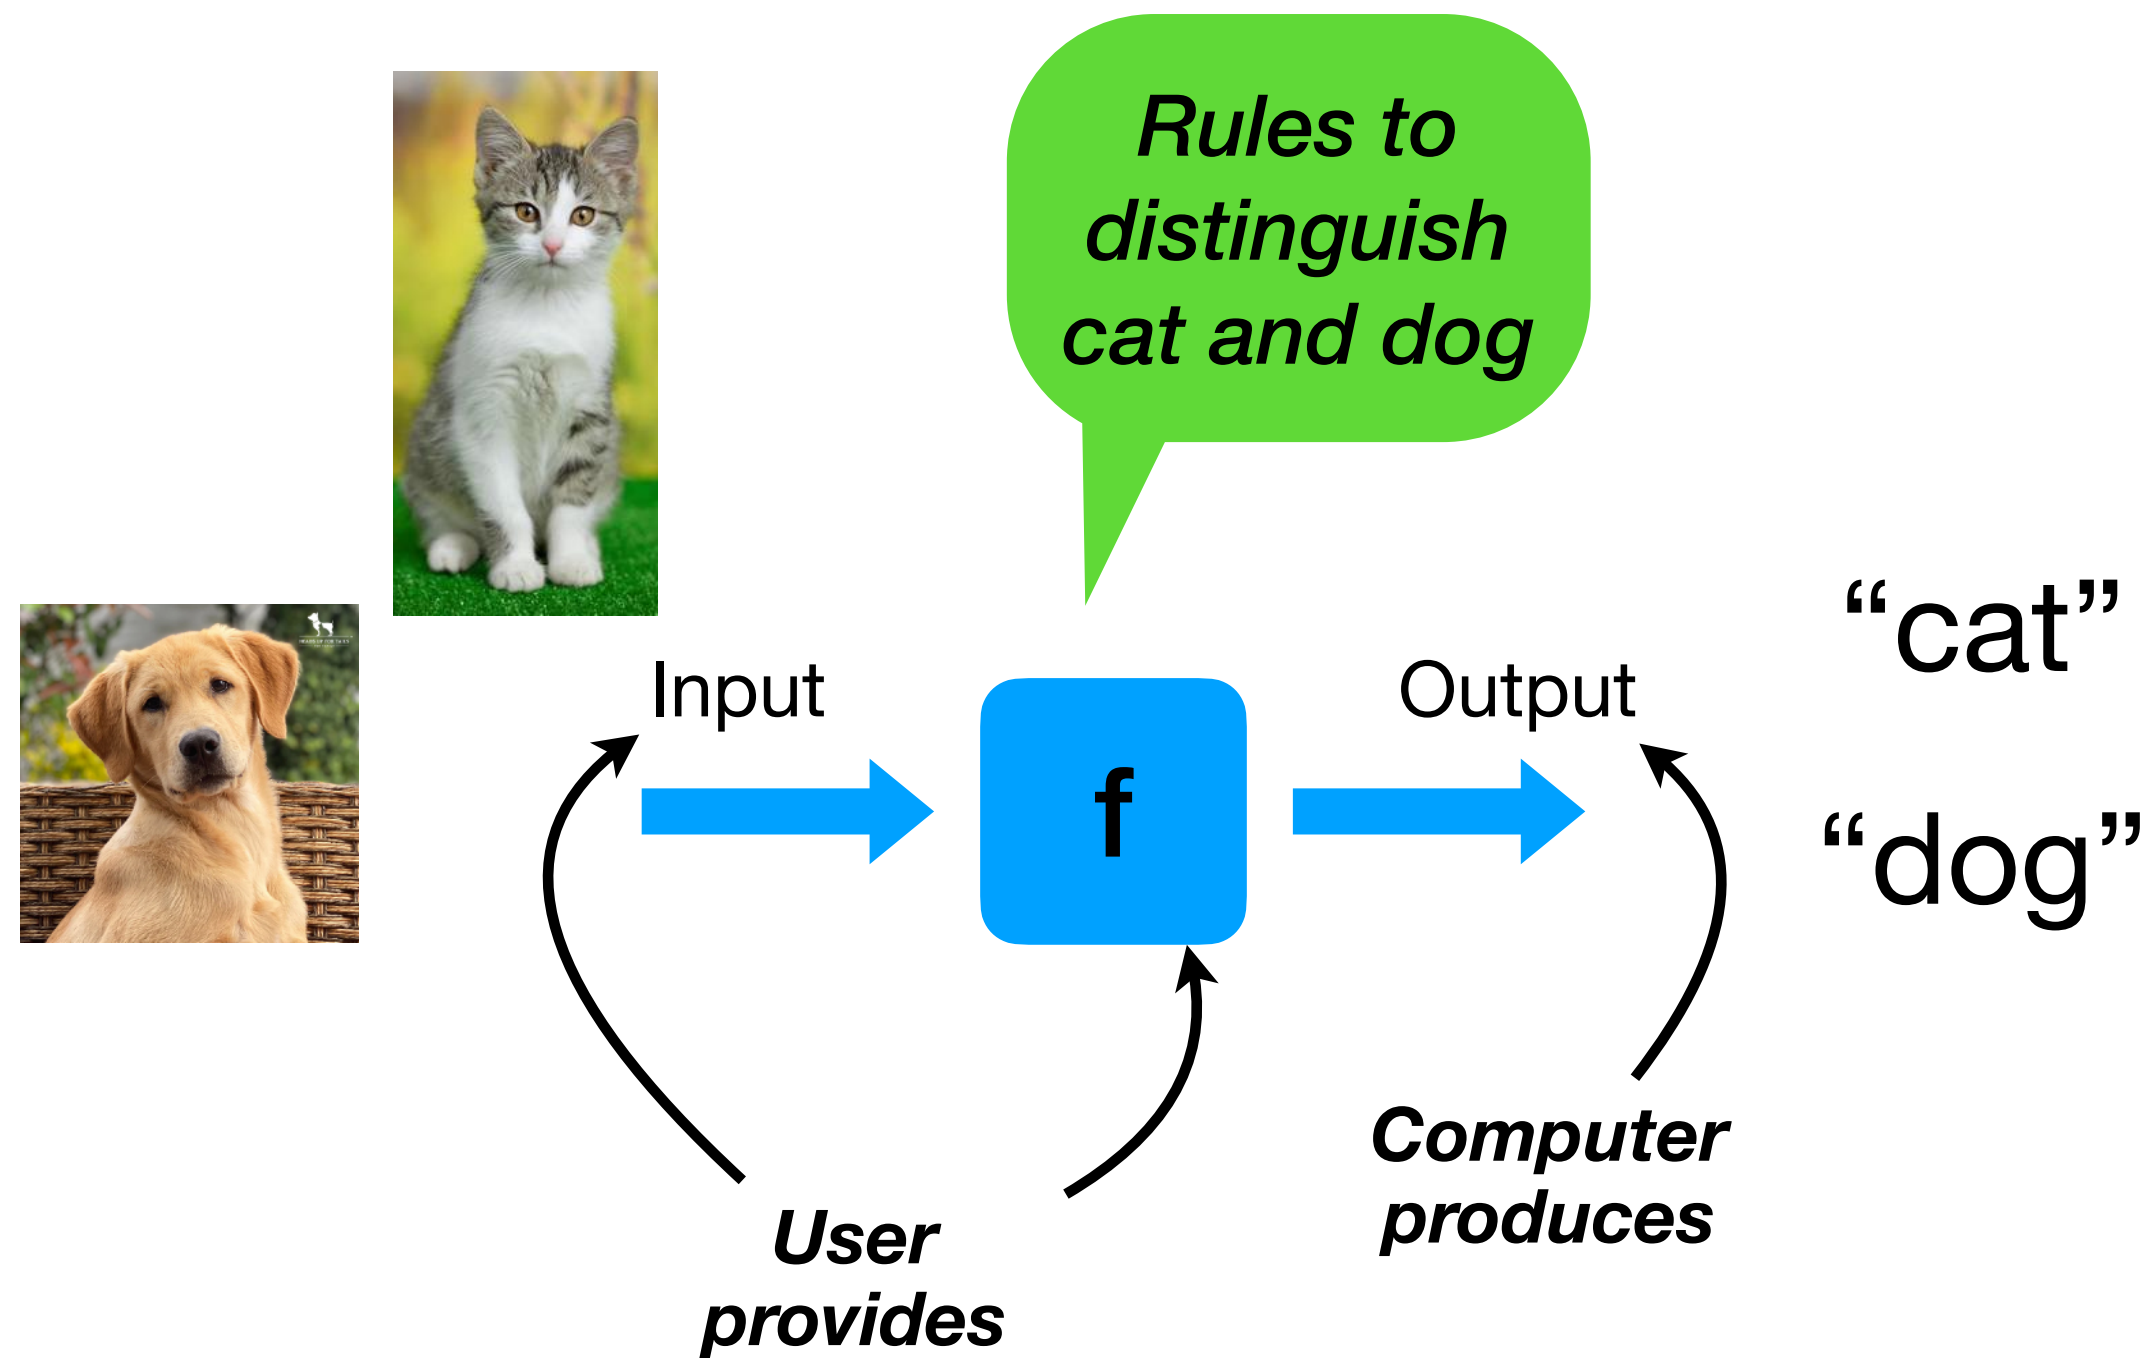 Rules to
distinguish
cat and dog
Input
f
Output
“cat”
“dog”
User
provides
Computer
produces